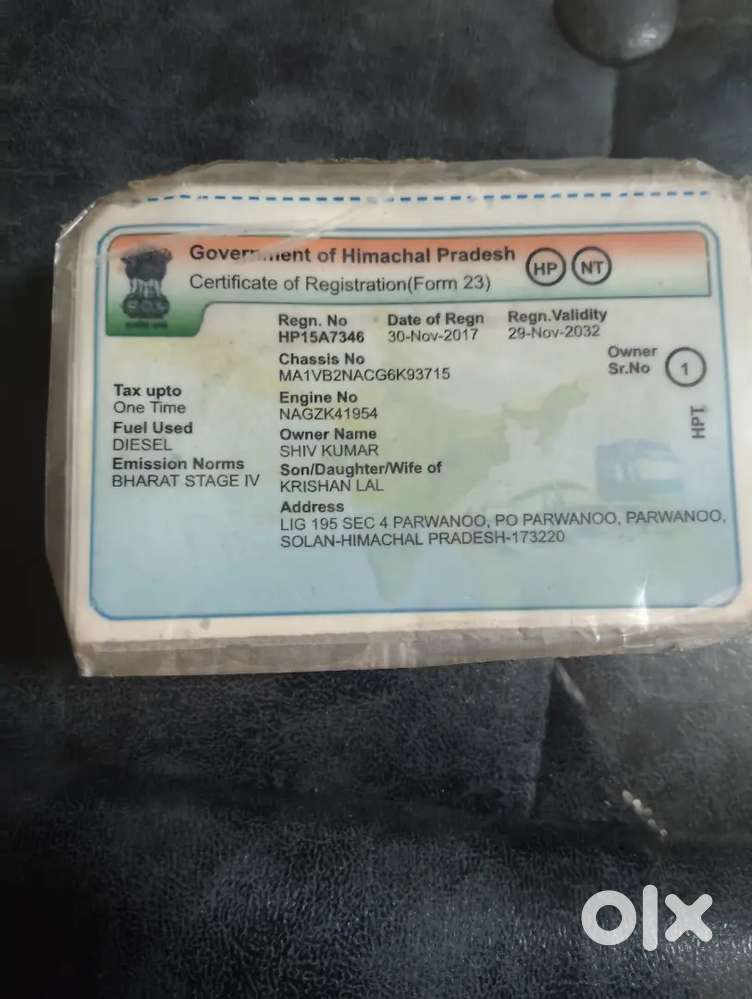 Government of Himachal Pradesh
Certificate of Registration(Form 23)
HP NT
Regn. No Date of Regn Regn.Validity
HP15A7346 30-Nov-2017 29-Nov-2032
Chassis No
MA1VB2NACG6K93715
Owner
Sr.No 1
HPT
Tax upto
One Time
Fuel Used
DIESEL
Emission Norms
BHARAT STAGE IV
Engine No
NAGZK41954
Owner Name
SHIV KUMAR
Son/Daughter/Wife of
KRISHAN LAL
Address
LIG 195 SEC 4 PARWANOO, PO PARWANOO, PARWANOO,
SOLAN-HIMACHAL PRADESH-173220
olx